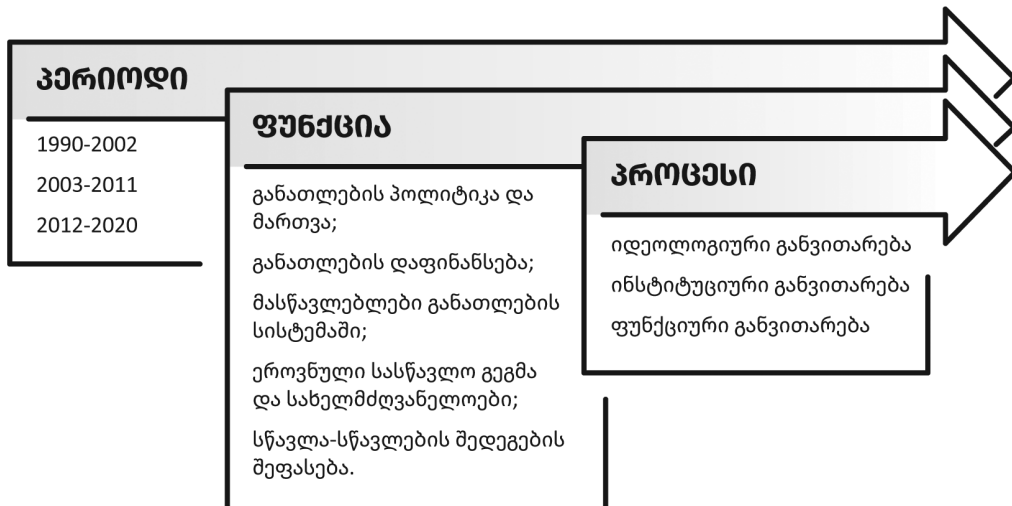 პერიოდი
1990-2002
2003-2011
2012-2020
ფუნქცია
განათლების პოლიტიკა და
მართვა;
განათლების დაფინანსება;
მასწავლებლები განათლების
სისტემაში;
ეროვნული სასწავლო გეგმა
და სახელმძღვანელოები;
სწავლა-სწავლების შედეგების
შეფასება.
პროცესი
იდეოლოგიური განვითარება
ინსტიტუციური განვითარება
ფუნქციური განვითარება